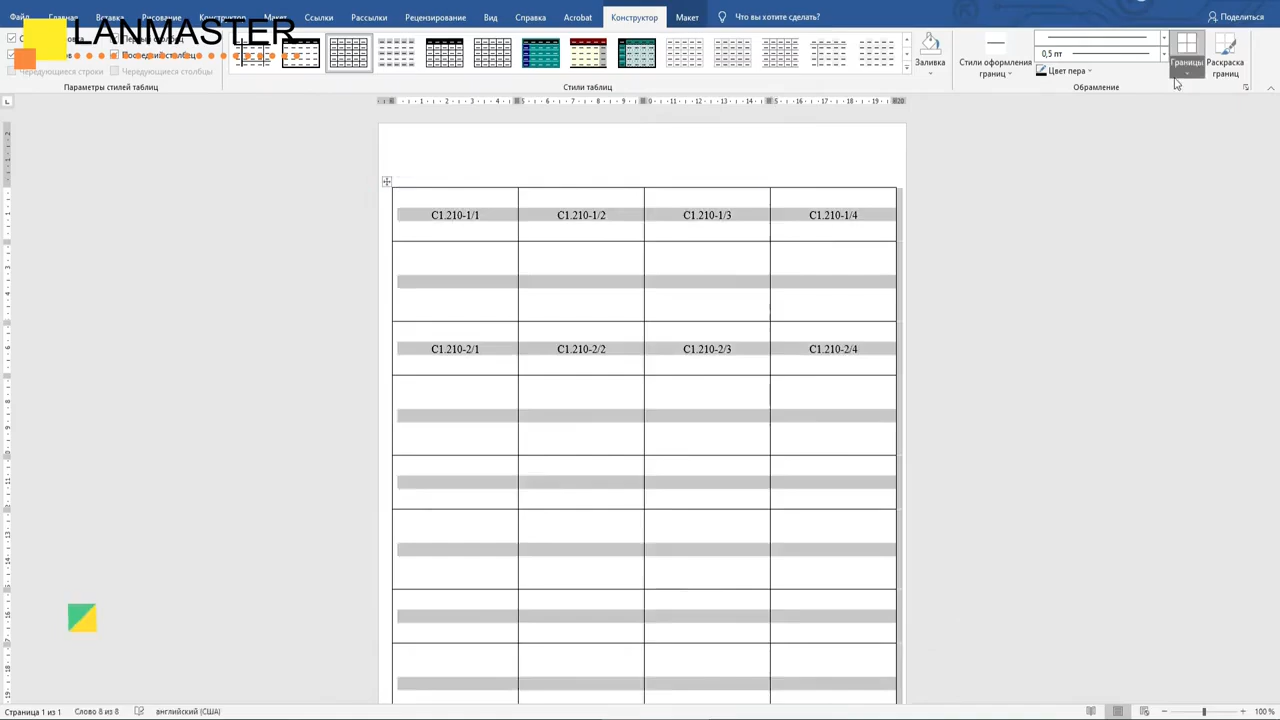 Файл Главная Вставка Рисование Конструктор Макет Ссылки Рассылки Рецензирование Вид Справка Acrobat Конструктор Макет Что вы хотите сделать? Поделиться
LANMASTER
Последний столбец
Чередующиеся строки Чередующиеся столбцы
Параметры стилей таблиц
Стили таблиц
Заливка
Стили оформления границ
0,5 пт
Цвет пера
Границы
Раскраска границ
Обрамление
C1.210-1/1 C1.210-1/2 C1.210-1/3 C1.210-1/4
C1.210-2/1 C1.210-2/2 C1.210-2/3 C1.210-2/4
Страница 1 из 1 Слово 8 из 8 английский (США) 100 %